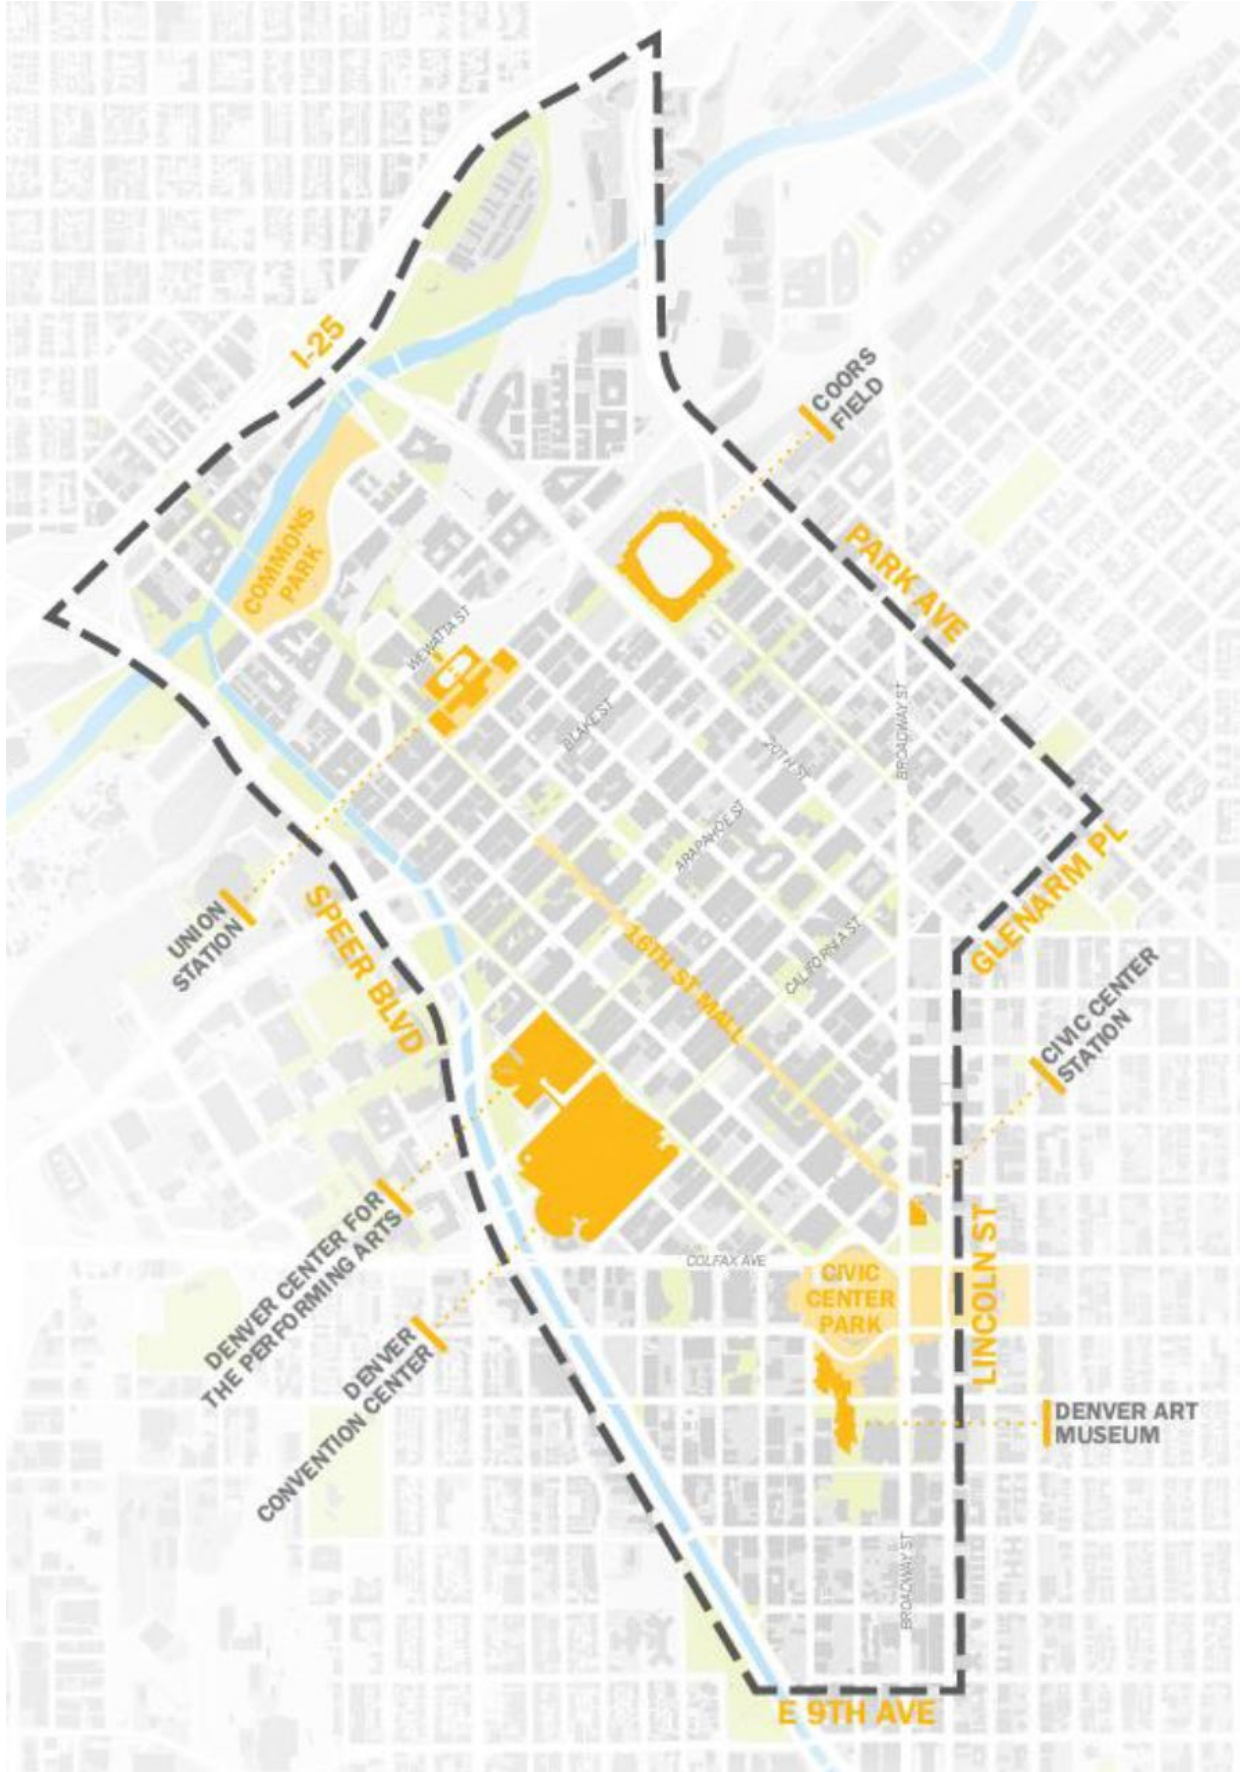 I-25
COORS
FIELD
COMMONS
PARK
PARK AVE
WEWATTA ST
BLAKE ST
20TH ST
BROADWAY ST
ARAPAHOE ST
GLENARM PL
UNION
STATION
SPEER BLVD
16TH ST MALL
CALIFORNIA ST
CIVIC CENTER
STATION
DENVER CENTER FOR
THE PERFORMING ARTS
COLFAX AVE
CIVIC
CENTER
PARK
LINCOLN ST
DENVER
CONVENTION CENTER
DENVER ART
MUSEUM
BROADWAY ST
E 9TH AVE